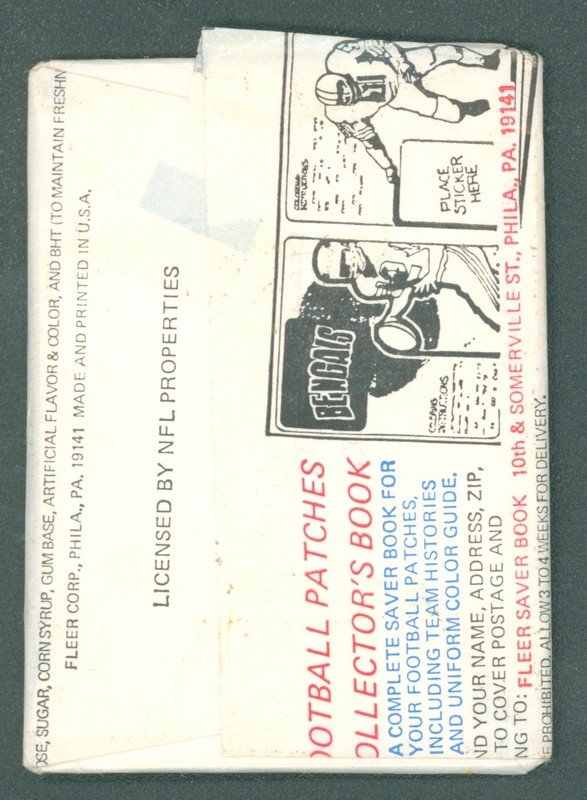 OSE, SUGAR, CORN SYRUP, GUM BASE, ARTIFICIAL FLAVOR & COLOR, AND BHT (TO MAINTAIN FRESHN
FLEER CORP., PHILA., PA. 19141 MADE AND PRINTED IN U.S.A.
LICENSED BY NFL PROPERTIES
PLACE
STICKER
HERE
BENGALS
OOTBALL PATCHES
OLLECTOR'S BOOK
A COMPLETE SAVER BOOK FOR
YOUR FOOTBALL PATCHES,
INCLUDING TEAM HISTORIES
AND UNIFORM COLOR GUIDE.
ND YOUR NAME, ADDRESS, ZIP,
TO COVER POSTAGE AND
NG TO: FLEER SAVER BOOK 10th & SOMERVILLE ST., PHILA., PA. 19141
E PROHIBITED. ALLOW 3 TO 4 WEEKS FOR DELIVERY.